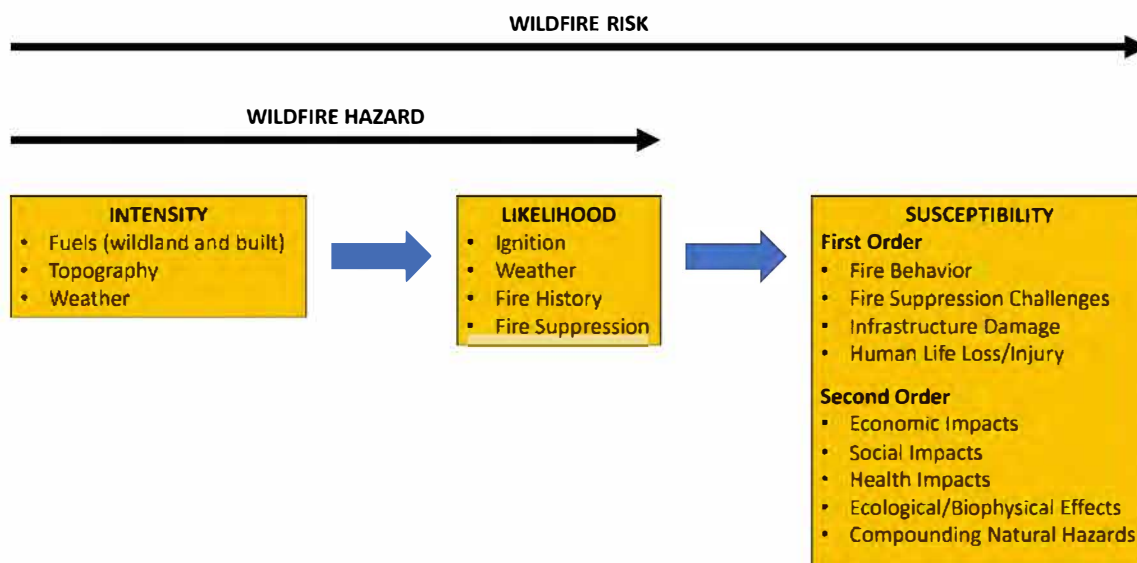 WILDFIRE RISK
WILDFIRE HAZARD
INTENSITY
• Fuels (wildland and built)
• Topography
• Weather
LIKELIHOOD
• Ignition
• Weather
• Fire History
• Fire Suppression
SUSCEPTIBILITY
First Order
• Fire Behavior
• Fire Suppression Challenges
• Infrastructure Damage
• Human Life Loss/Injury
Second Order
• Economic Impacts
• Social Impacts
• Health Impacts
• Ecological/Biophysical Effects
• Compounding Natural Hazards